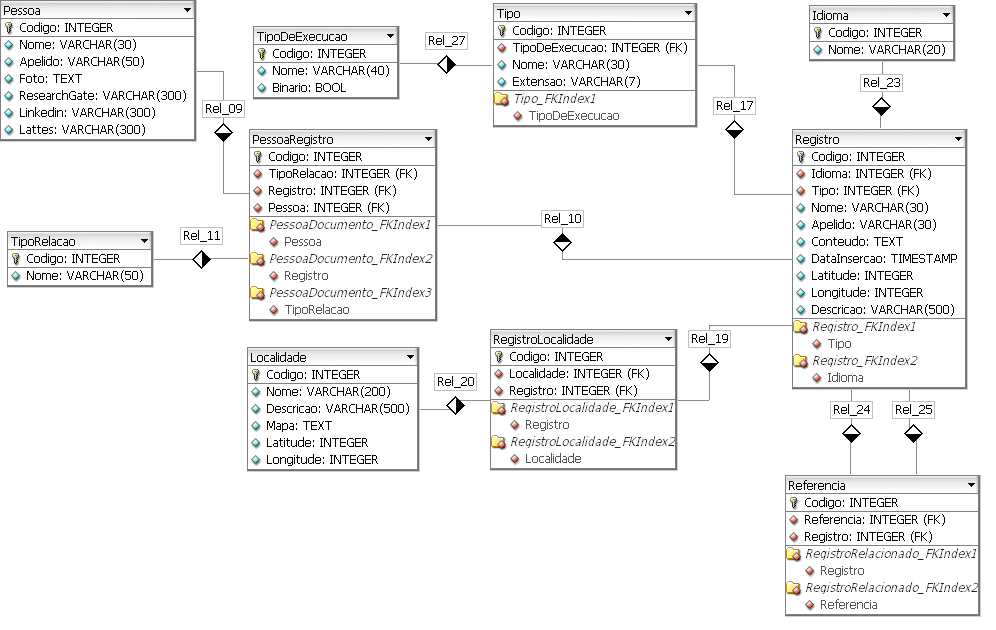 Pessoa
Codigo: INTEGER
Nome: VARCHAR(30)
Apelido: VARCHAR(50)
Foto: TEXT
ResearchGate: VARCHAR(300)
Linkedin: VARCHAR(300)
Lattes: VARCHAR(300)
TipoDeExecucao
Codigo: INTEGER
Nome: VARCHAR(40)
Binario: BOOL
Rel_27
Tipo
Codigo: INTEGER
TipoDeExecucao: INTEGER (FK)
Nome: VARCHAR(30)
Extensao: VARCHAR(7)
Tipo_FKIndex1
TipoDeExecucao
Idioma
Codigo: INTEGER
Nome: VARCHAR(20)
Rel_23
Rel_09
Rel_17
PessoaRegistro
Codigo: INTEGER
TipoRelacao: INTEGER (FK)
Registro: INTEGER (FK)
Pessoa: INTEGER (FK)
PessoaDocumento_FKIndex1
Pessoa
PessoaDocumento_FKIndex2
Registro
PessoaDocumento_FKIndex3
TipoRelacao
Registro
Codigo: INTEGER
Idioma: INTEGER (FK)
Tipo: INTEGER (FK)
Nome: VARCHAR(30)
Apelido: VARCHAR(30)
Conteudo: TEXT
DataInsercao: TIMESTAMP
Latitude: INTEGER
Longitude: INTEGER
Descricao: VARCHAR(500)
Registro_FKIndex1
Tipo
Registro_FKIndex2
Idioma
Rel_10
Rel_11
TipoRelacao
Codigo: INTEGER
Nome: VARCHAR(50)
Localidade
Codigo: INTEGER
Nome: VARCHAR(200)
Descricao: VARCHAR(500)
Mapa: TEXT
Latitude: INTEGER
Longitude: INTEGER
Rel_20
RegistroLocalidade
Codigo: INTEGER
Localidade: INTEGER (FK)
Registro: INTEGER (FK)
RegistroLocalidade_FKIndex1
Registro
RegistroLocalidade_FKIndex2
Localidade
Rel_19
Rel_24
Rel_25
Referencia
Codigo: INTEGER
Referencia: INTEGER (FK)
Registro: INTEGER (FK)
RegistroRelacionado_FKIndex1
Registro
RegistroRelacionado_FKIndex2
Referencia